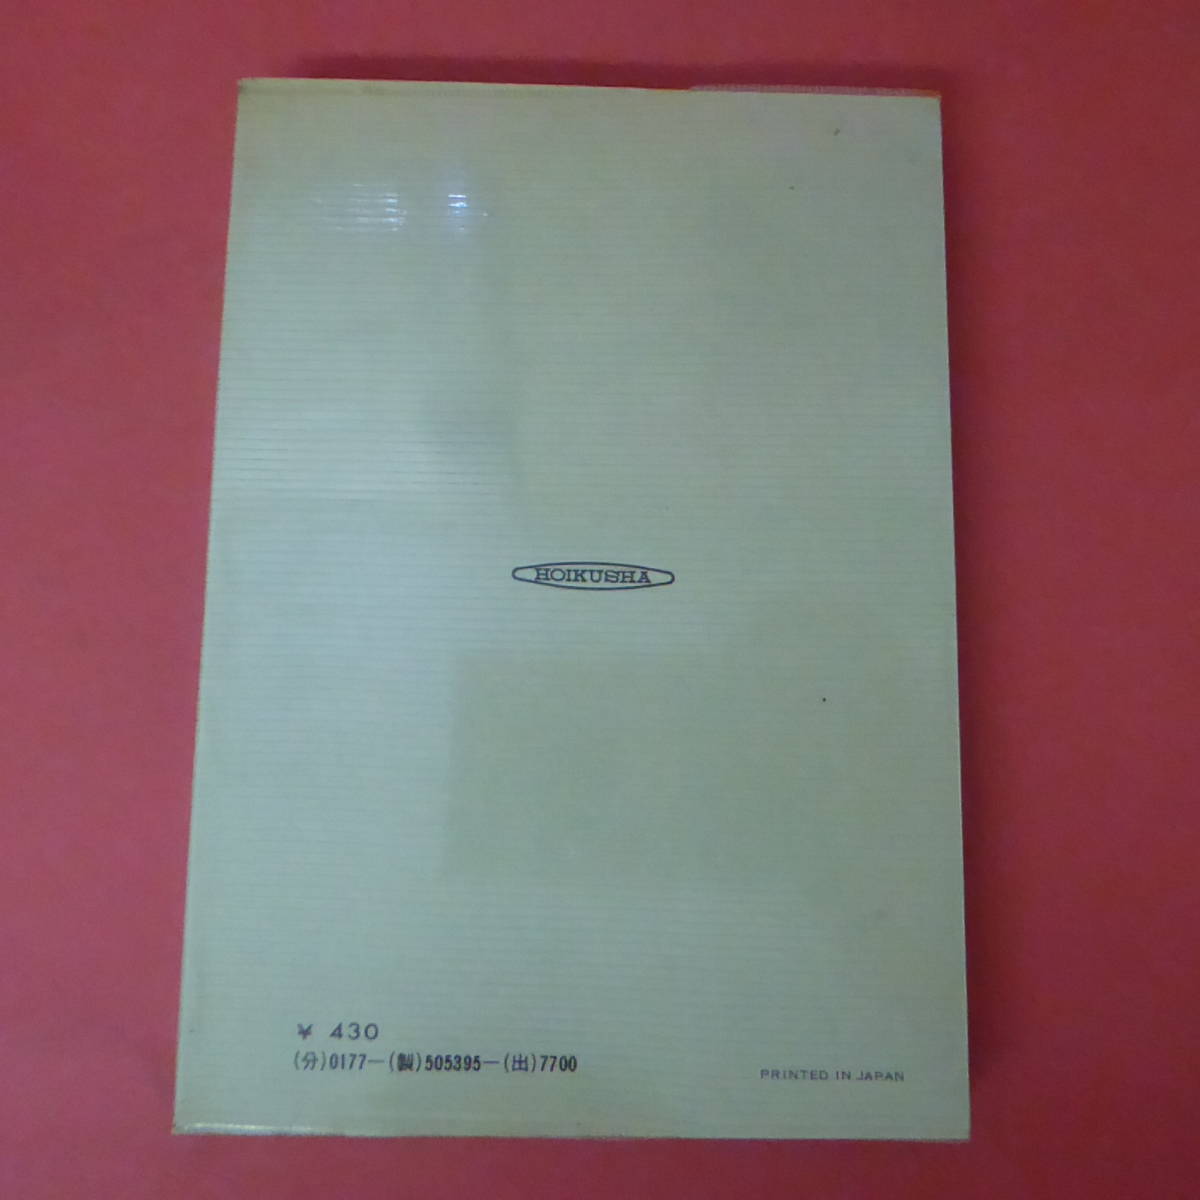 HOIKUSHA
¥ 430
(分)0177—(製)505395—(出)7700
PRINTED IN JAPAN